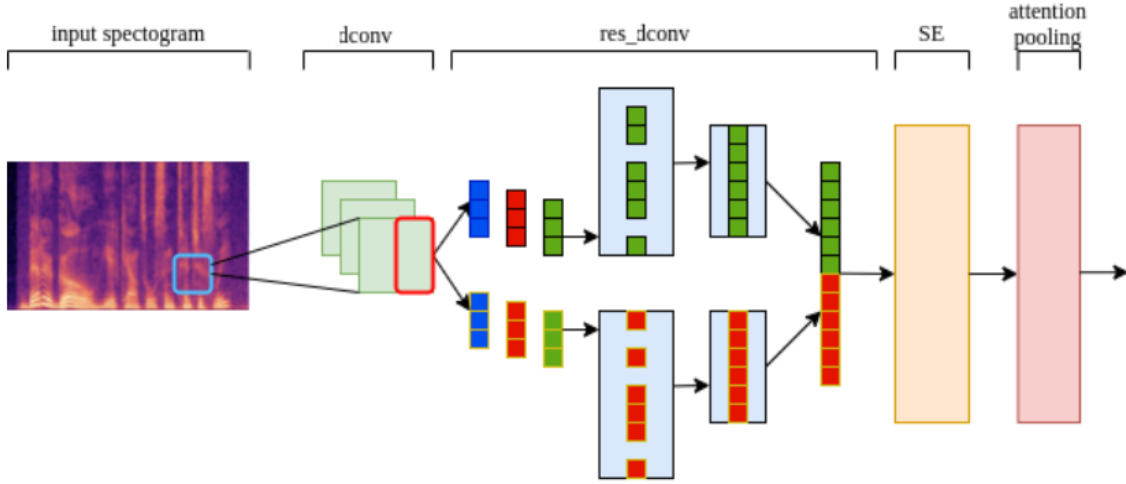 input spectogram
dconv
res_dconv
SE
attention
pooling